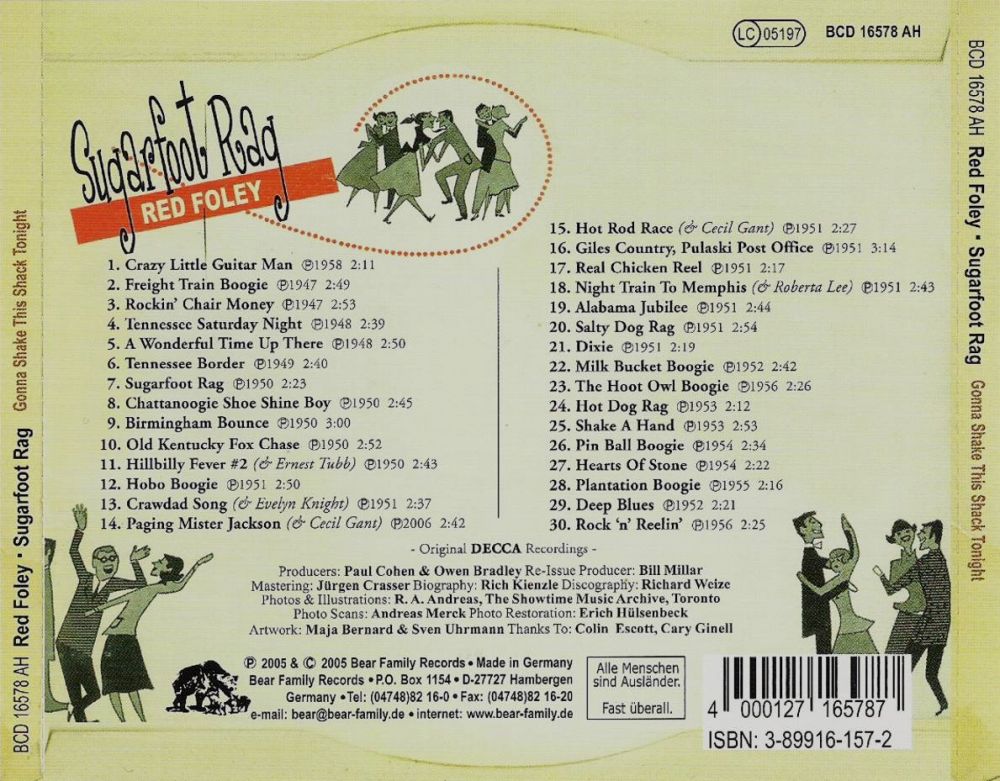 LC 05197 BCD 16578 AH
Sugarfoot Rag
RED FOLEY
1. Crazy Little Guitar Man ℗1958 2:11
2. Freight Train Boogie ℗1947 2:49
3. Rockin' Chair Money ℗1947 2:53
4. Tennessee Saturday Night ℗1948 2:39
5. A Wonderful Time Up There ℗1948 2:50
6. Tennessee Border ℗1949 2:40
7. Sugarfoot Rag ℗1950 2:23
8. Chattanoogie Shoe Shine Boy ℗1950 2:45
9. Birmingham Bounce ℗1950 3:00
10. Old Kentucky Fox Chase ℗1950 2:52
11. Hillbilly Fever #2 (& Ernest Tubb) ℗1950 2:43
12. Hobo Boogie ℗1951 2:50
13. Crawdad Song (& Evelyn Knight) ℗1951 2:37
14. Paging Mister Jackson (& Cecil Gant) ℗2006 2:42
15. Hot Rod Race (& Cecil Gant) ℗1951 2:27
16. Giles Country, Pulaski Post Office ℗1951 3:14
17. Real Chicken Reel ℗1951 2:17
18. Night Train To Memphis (& Roberta Lee) ℗1951 2:43
19. Alabama Jubilee ℗1951 2:44
20. Salty Dog Rag ℗1951 2:54
21. Dixie ℗1951 2:19
22. Milk Bucket Boogie ℗1952 2:42
23. The Hoot Owl Boogie ℗1956 2:26
24. Hot Dog Rag ℗1953 2:12
25. Shake A Hand ℗1953 2:53
26. Pin Ball Boogie ℗1954 2:34
27. Hearts Of Stone ℗1954 2:22
28. Plantation Boogie ℗1955 2:16
29. Deep Blues ℗1952 2:21
30. Rock 'n' Reelin' ℗1956 2:25
- Original DECCA Recordings -
Producers: Paul Cohen & Owen Bradley Re-Issue Producer: Bill Millar
Mastering: Jürgen Crasser Biography: Rich Kienzle Discography: Richard Weize
Photos & Illustrations: R. A. Andreas, The Showtime Music Archive, Toronto
Photo Scans: Andreas Merck Photo Restoration: Erich Hülsenbeck
Artwork: Maja Bernard & Sven Uhrmann Thanks To: Colin Escott, Cary Ginell
℗ 2005 & © 2005 Bear Family Records • Made in Germany
Bear Family Records • P.O. Box 1154 • D-27727 Hambergen
Germany • Tel: (04748)82 16-0 • Fax: (04748)82 16-20
e-mail: bear@bear-family.de • internet: www.bear-family.de
Alle Menschen
sind Ausländer.
Fast überall.
4 000127 165787
ISBN: 3-89916-157-2
BCD 16578 AH Red Foley · Sugarfoot Rag Gonna Shake This Shack Tonight
BCD 16578 AH Red Foley · Sugarfoot Rag Gonna Shake This Shack Tonight